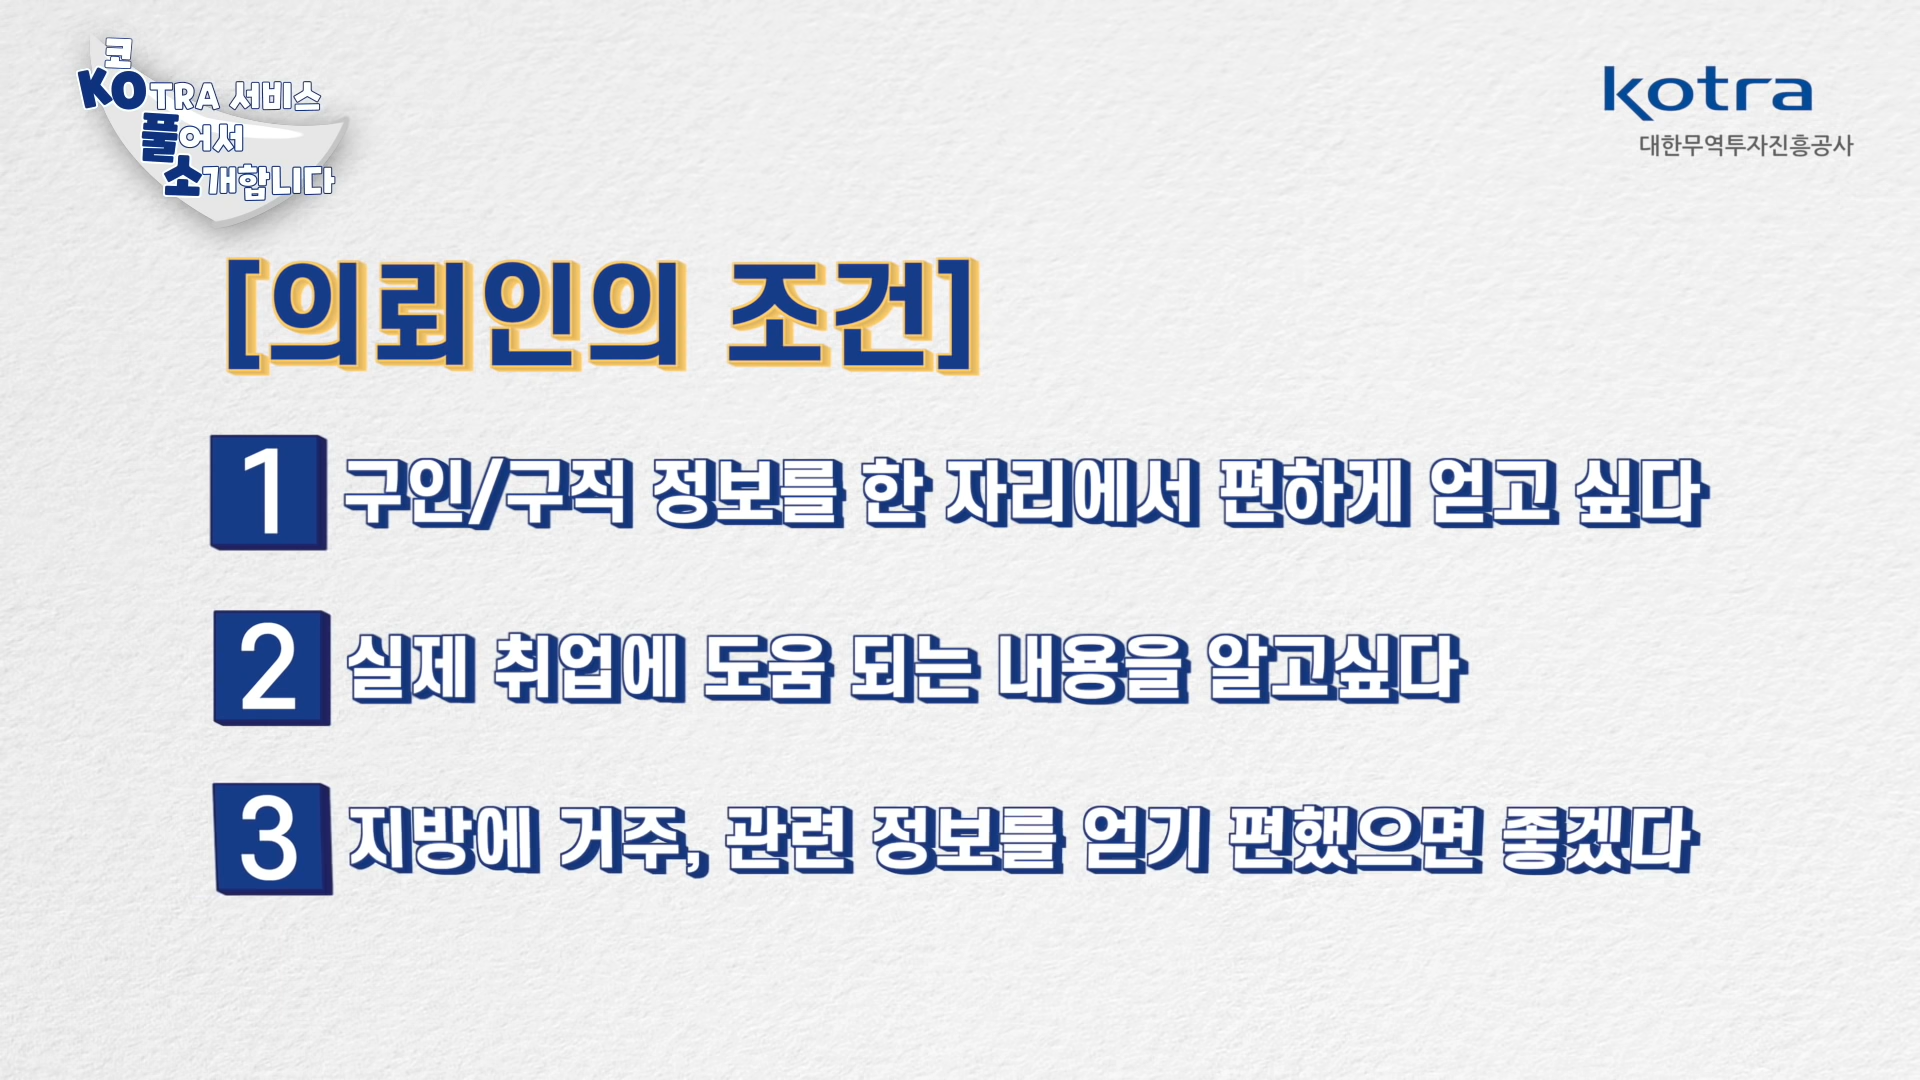 코
KOTRA 서비스
풀어서
소개합니다
kotra
대한무역투자진흥공사
[의뢰인의 조건]
1 구인/구직 정보를 한 자리에서 편하게 얻고 싶다
2 실제 취업에 도움 되는 내용을 알고싶다
3 지방에 거주, 관련 정보를 얻기 편했으면 좋겠다